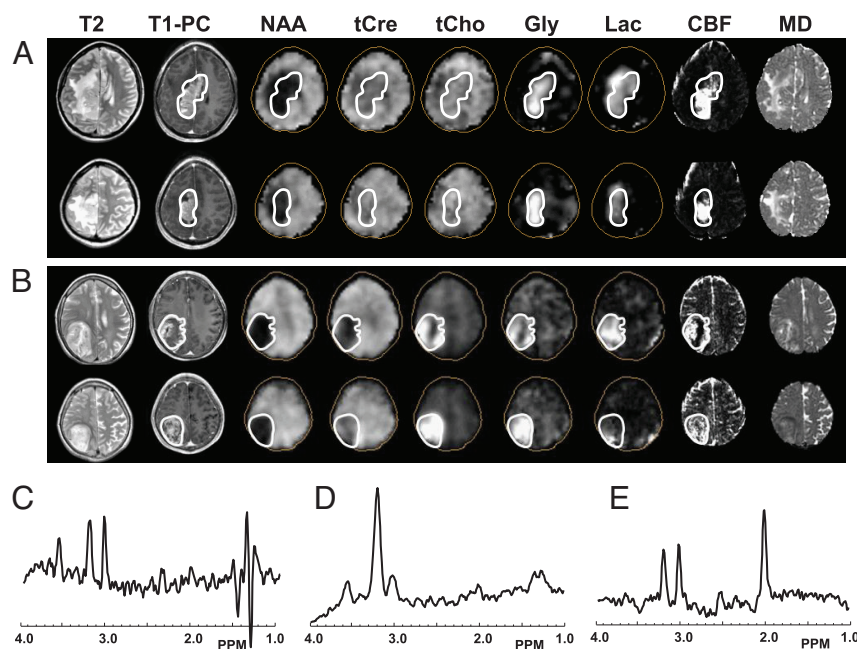 T2 T1-PC NAA tCre tCho Gly Lac CBF MD
A
B
C D E
4.0 3.0 2.0 PPM 1.0 4.0 3.0 2.0 PPM 1.0 4.0 3.0 2.0 PPM 1.0